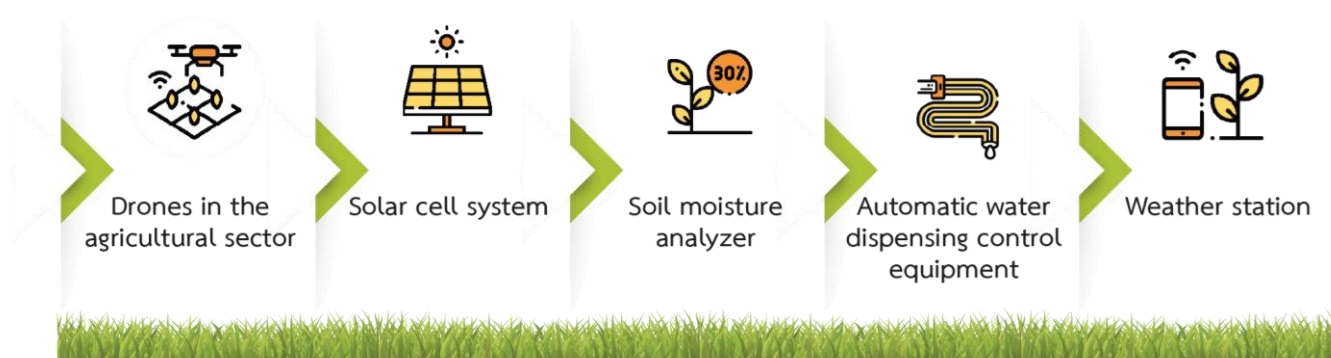 30%
Drones in the
agricultural sector
Solar cell system
Soil moisture
analyzer
Automatic water
dispensing control
equipment
Weather station